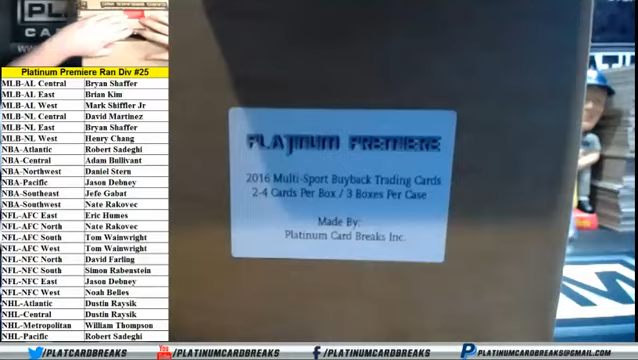 Platinum Premiere Ran Div #25
MLB-AL Central Bryan Shaffer
MLB-AL East Brian Kim
MLB-AL West Mark Shiffler Jr
MLB-NL Central David Martinez
MLB-NL East Bryan Shaffer
MLB-NL West Henry Chang
NBA-Atlantic Robert Sadeghi
NBA-Central Adam Bullivant
NBA-Northwest Daniel Stern
NBA-Pacific Jason Debney
NBA-Southeast Jefe Gabat
NBA-Southwest Nate Rakovec
NFL-AFC East Eric Humes
NFL-AFC North Nate Rakovec
NFL-AFC South Tom Wainwright
NFL-AFC West Tom Wainwright
NFL-NFC North David Farling
NFL-NFC South Simon Rabenstein
NFL-NFC East Jason Debney
NFL-NFC West Noah Belles
NHL-Atlantic Dustin Raysik
NHL-Central Dustin Raysik
NHL-Metropolitan William Thompson
NHL-Pacific Robert Sadeghi
PLATINUM PREMIERE
2016 Multi-Sport Buyback Trading Cards
2-4 Cards Per Box / 3 Boxes Per Case
Made By:
Platinum Card Breaks Inc.
/PLATCARDBREAKS
You Tube /PLATINUMCARDBREAKS
/PLATINUMCARDBREAKS
PLATINUMCARDBREAKS@GMAIL.COM